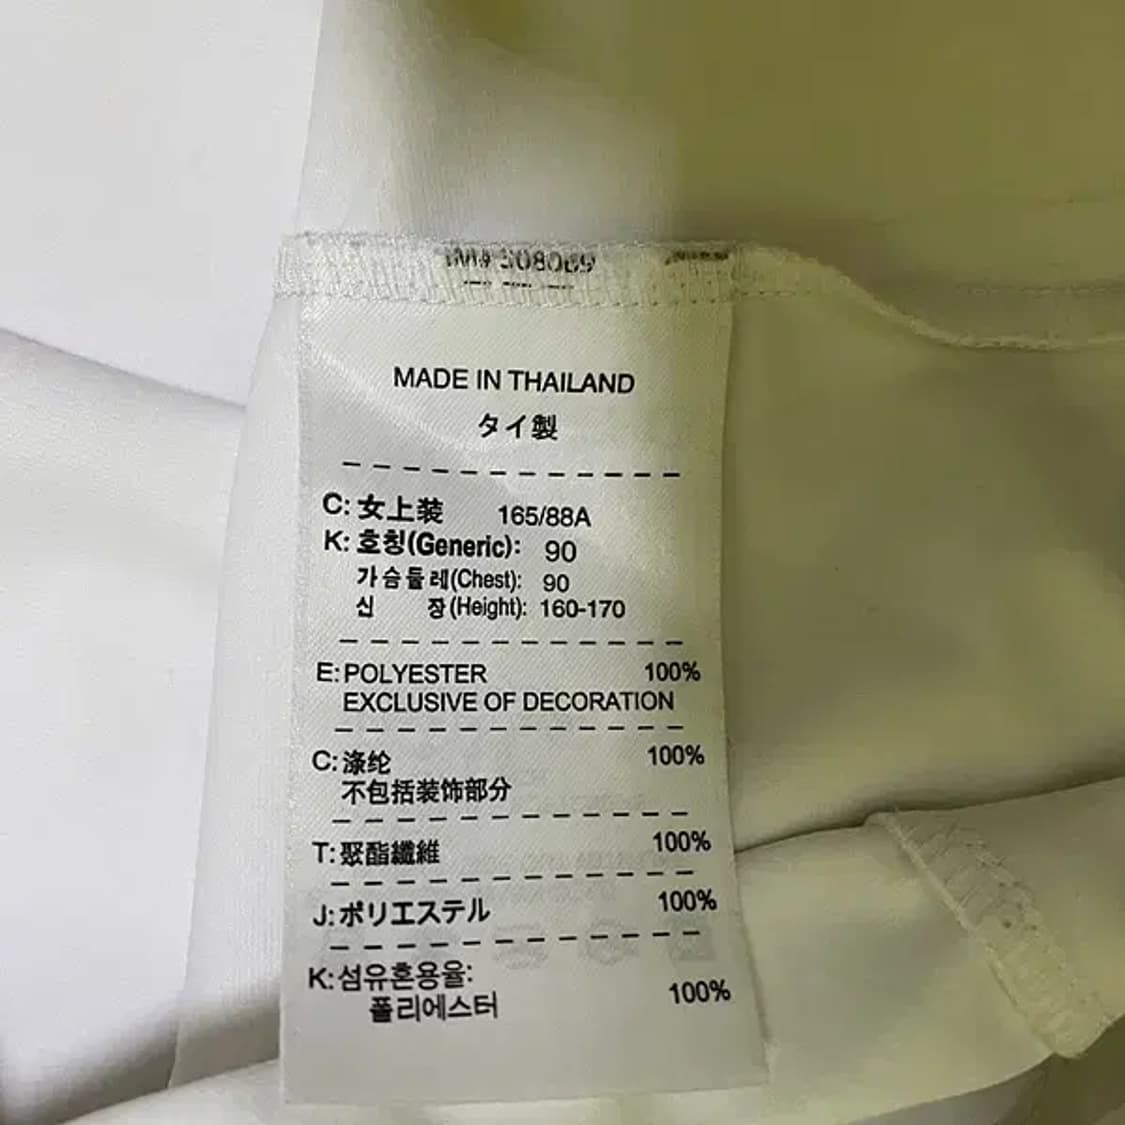 MADE IN THAILAND
タイ製
C: 女上装 165/88A
K: 호칭(Generic): 90
가슴둘레(Chest): 90
신 장(Height): 160-170
E: POLYESTER 100%
EXCLUSIVE OF DECORATION
C: 涤纶 100%
不包括装饰部分
T: 聚酯纖維 100%
J: ポリエステル 100%
K: 섬유혼용율:
폴리에스터 100%